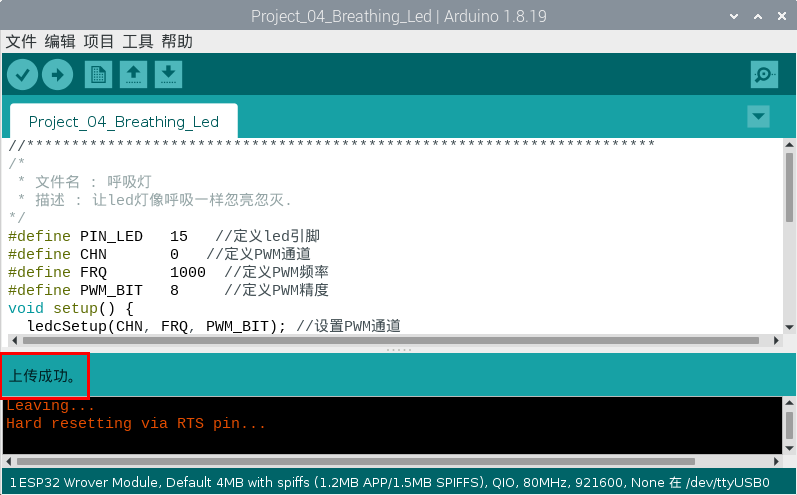 Project_04_Breathing_Led | Arduino 1.8.19
文件 编辑 项目 工具 帮助
Project_04_Breathing_Led
//**********************************************************************
/*
 * 文件名 : 呼吸灯
 * 描述 : 让led灯像呼吸一样忽亮忽灭.
*/
#define PIN_LED   15   //定义led引脚
#define CHN       0   //定义PWM通道
#define FRQ       1000  //定义PWM频率
#define PWM_BIT   8     //定义PWM精度
void setup() {
  ledcSetup(CHN, FRQ, PWM_BIT); //设置PWM通道
上传成功。
Leaving...
Hard resetting via RTS pin...
1 ESP32 Wrover Module, Default 4MB with spiffs (1.2MB APP/1.5MB SPIFFS), QIO, 80MHz, 921600, None 在 /dev/ttyUSB0